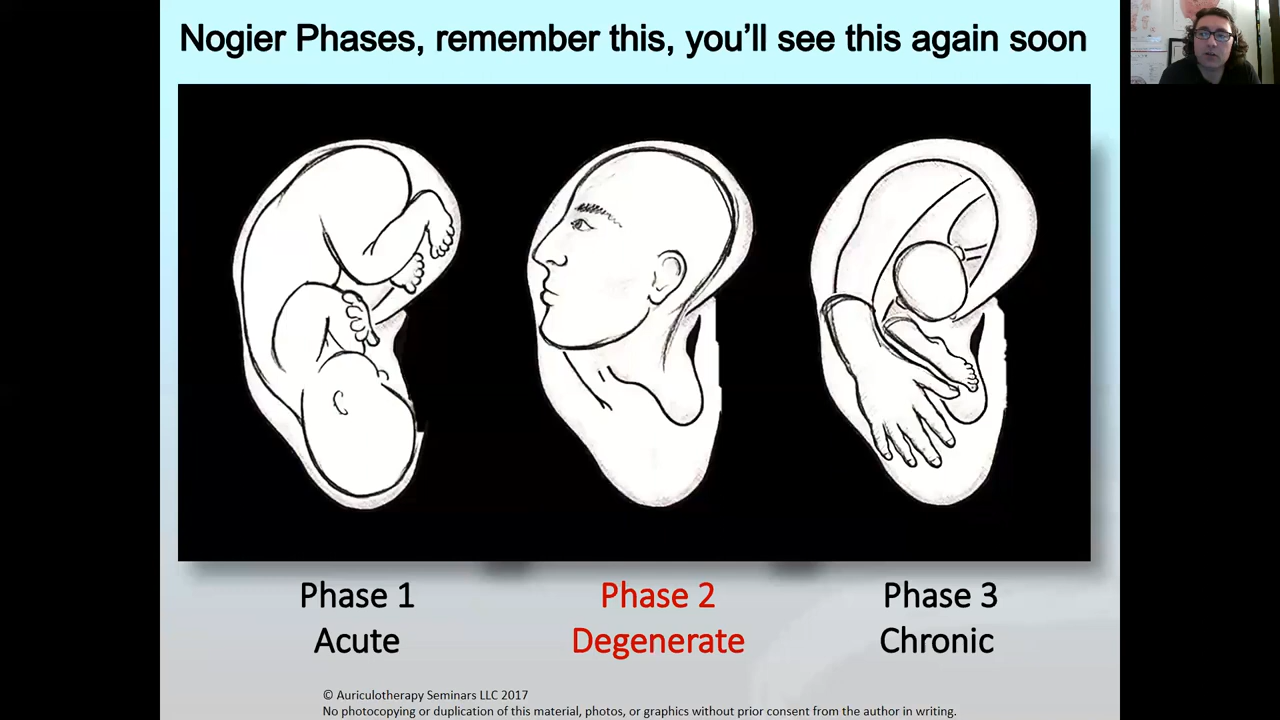 Nogier Phases, remember this, you'll see this again soon
Phase 1
Acute
Phase 2
Degenerate
Phase 3
Chronic
© Auriculotherapy Seminars LLC 2017
No photocopying or duplication of this material, photos, or graphics without prior consent from the author in writing.